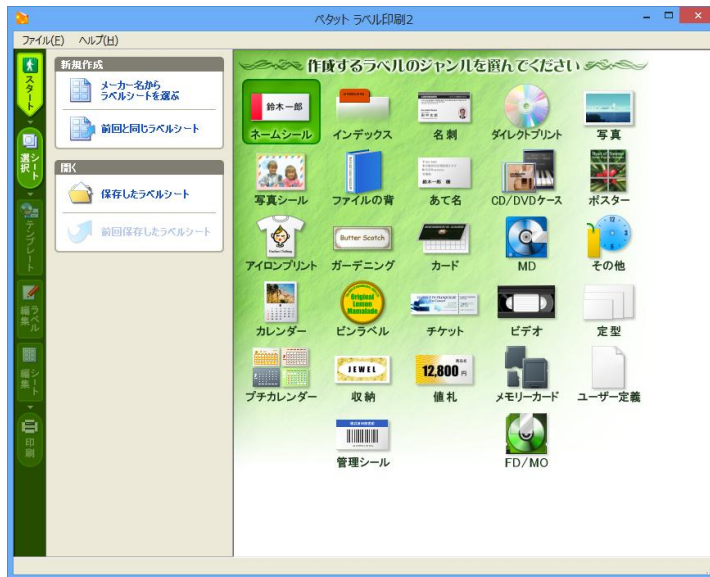 ペタット ラベル印刷2
ファイル(F) ヘルプ(H)
スタート
シート選択
テンプレート
ラベル編集
シート編集
印刷
新規作成
メーカー名から
ラベルシートを選ぶ
前回と同じラベルシート
開く
保存したラベルシート
前回保存したラベルシート
作成するラベルのジャンルを選んでください
鈴木一郎
ネームシール インデックス 名刺 ダイレクトプリント 写真
鈴木一郎 様
写真シール ファイルの背 あて名 CD/DVDケース ポスター
Butter Scotch
アイロンプリント ガーデニング カード MD その他
Original
Lemon
Mamalade
カレンダー ビンラベル チケット ビデオ 定型
JEWEL
12,800円
プチカレンダー 収納 値札 メモリーカード ユーザー定義
管理シール FD/MO